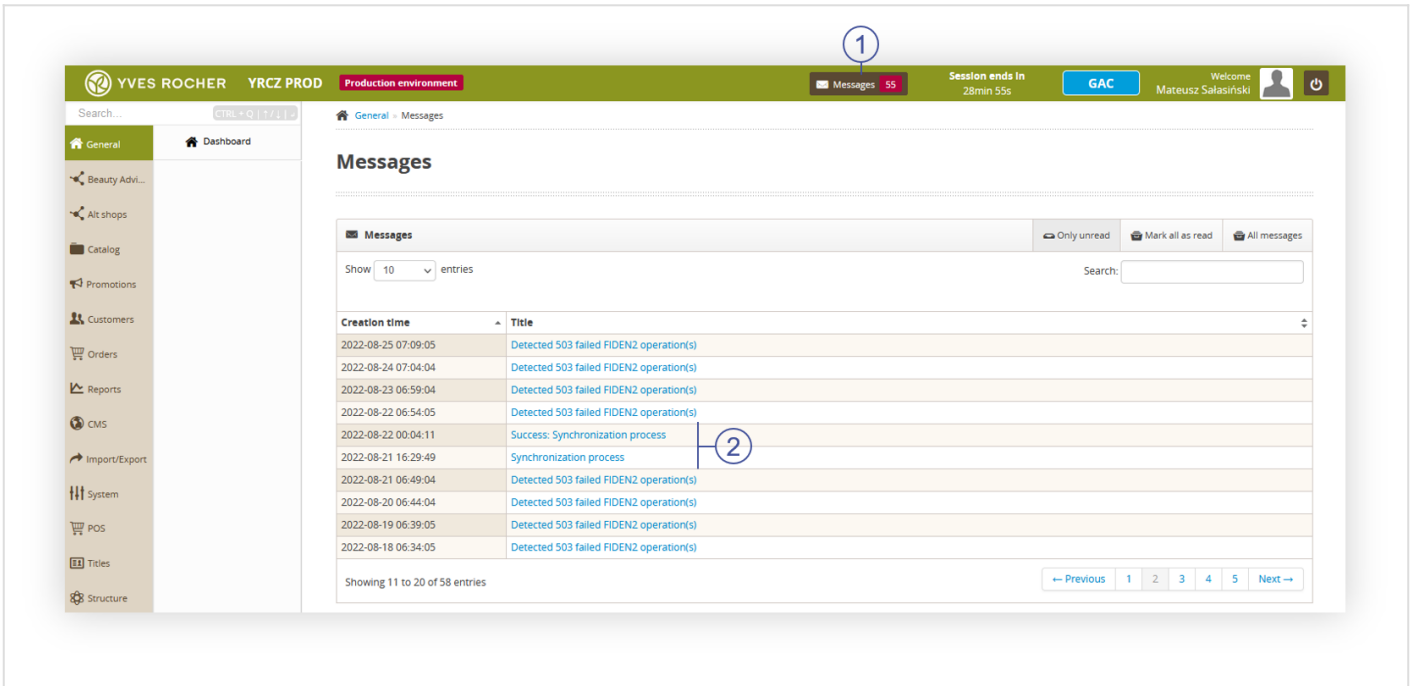 1
YVES ROCHER YRCZ PROD Production environment Messages 55 Session ends in 28min 55s GAC Welcome Mateusz Sałasiński
Search... CTRL + Q | ↑ / ↓ |
General » Messages
General Dashboard
Messages
Beauty Advi...
Alt shops
Catalog
Promotions
Customers
Orders
Reports
CMS
Import/Export
System
POS
Titles
Structure
Messages Only unread Mark all as read All messages
Show 10 entries Search:
Creation time Title
2022-08-25 07:09:05 Detected 503 failed FIDEN2 operation(s)
2022-08-24 07:04:04 Detected 503 failed FIDEN2 operation(s)
2022-08-23 06:59:04 Detected 503 failed FIDEN2 operation(s)
2022-08-22 06:54:05 Detected 503 failed FIDEN2 operation(s)
2022-08-22 00:04:11 Success: Synchronization process
2
2022-08-21 16:29:49 Synchronization process
2022-08-21 06:49:04 Detected 503 failed FIDEN2 operation(s)
2022-08-20 06:44:04 Detected 503 failed FIDEN2 operation(s)
2022-08-19 06:39:05 Detected 503 failed FIDEN2 operation(s)
2022-08-18 06:34:05 Detected 503 failed FIDEN2 operation(s)
Showing 11 to 20 of 58 entries ← Previous 1 2 3 4 5 Next →